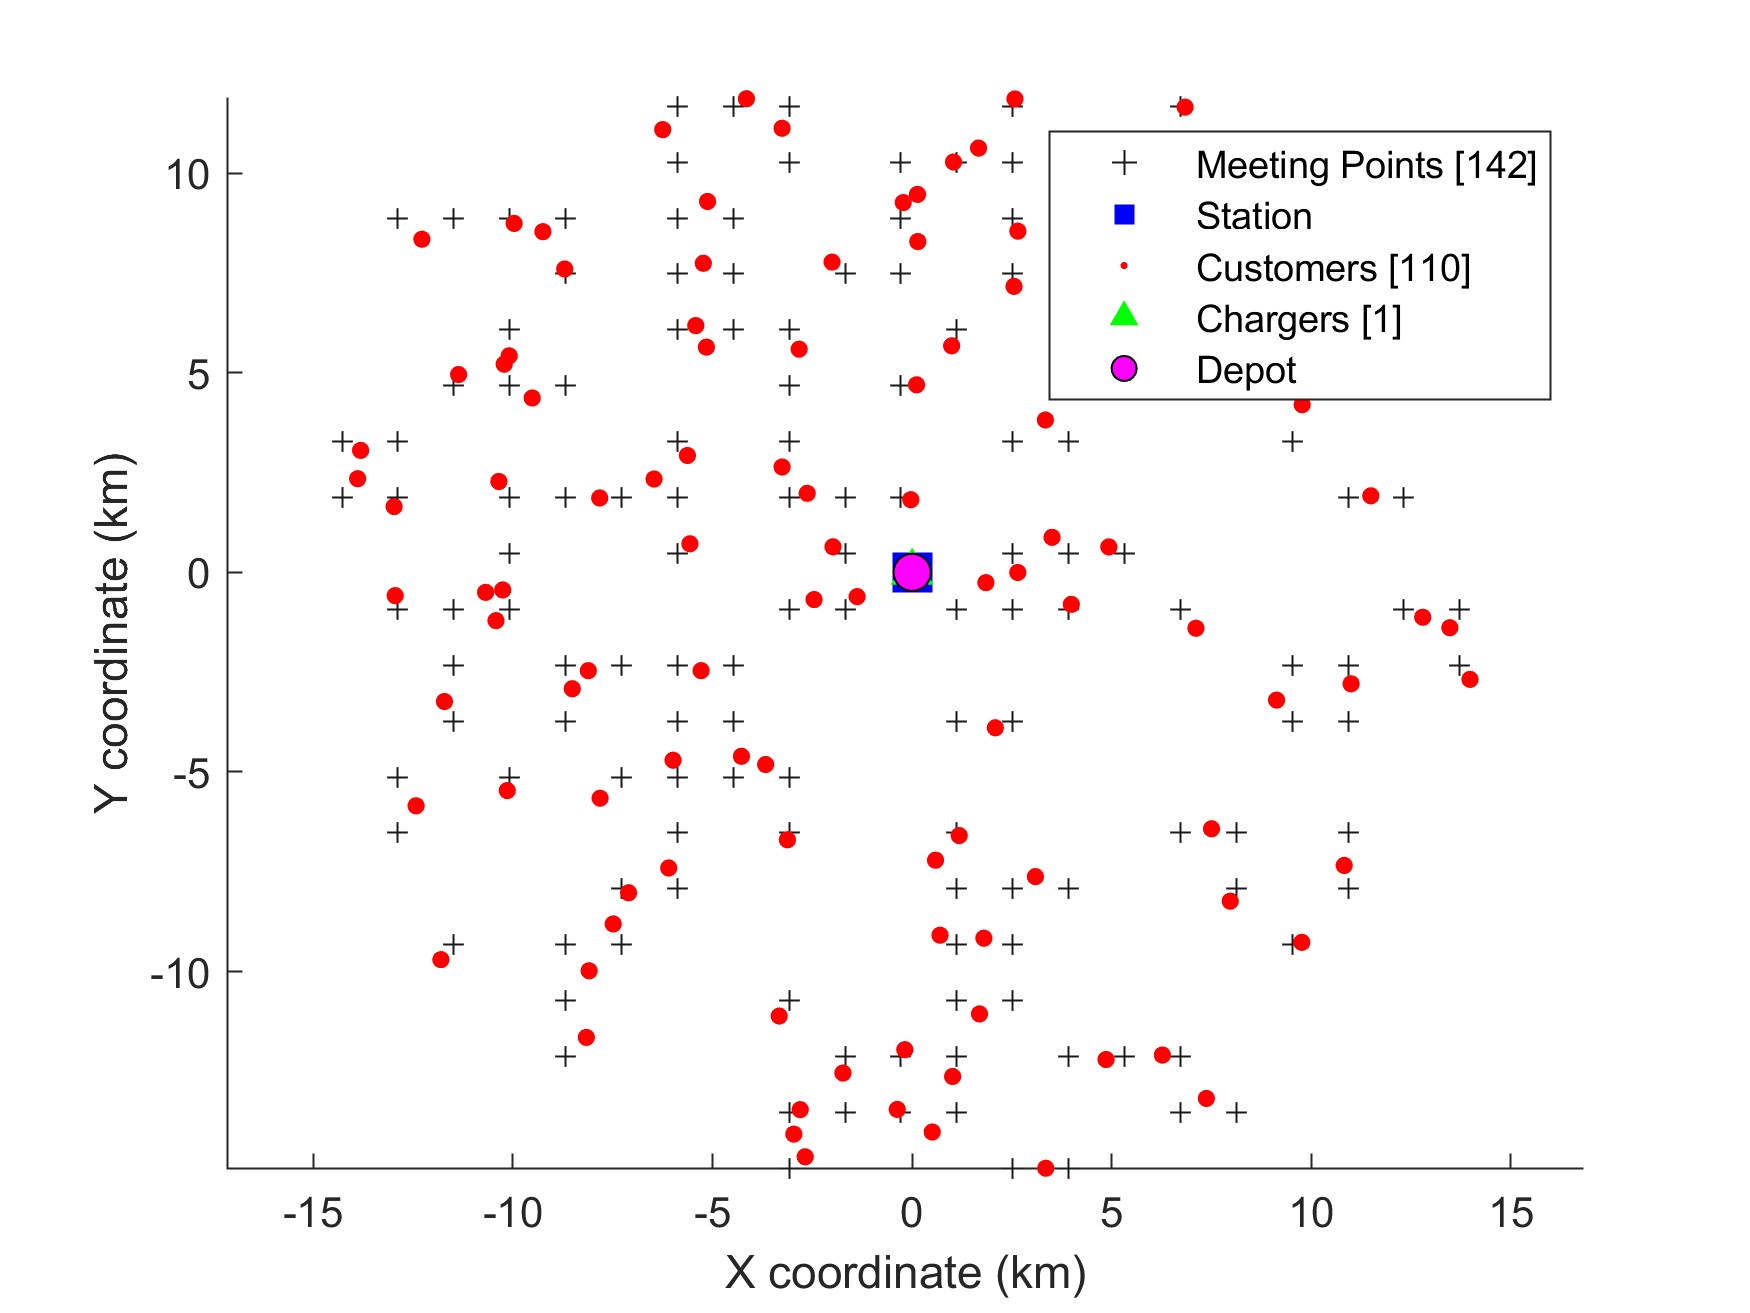 Meeting Points [142]
Station
Customers [110]
Chargers [1]
Depot
10
5
0
-5
-10
Y coordinate (km)
-15 -10 -5 0 5 10 15
X coordinate (km)